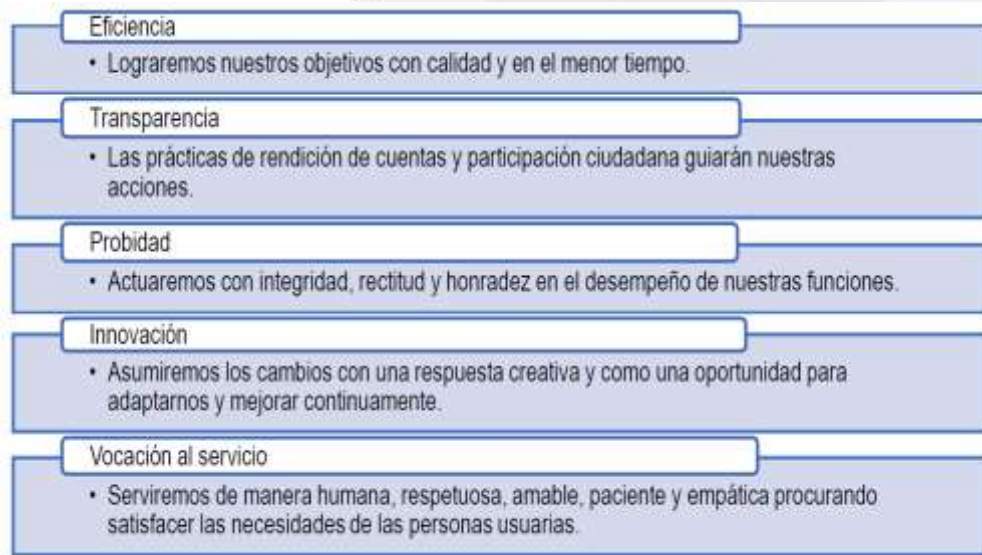 Eficiencia
• Lograremos nuestros objetivos con calidad y en el menor tiempo.
Transparencia
• Las prácticas de rendición de cuentas y participación ciudadana guiarán nuestras
acciones.
Probidad
• Actuaremos con integridad, rectitud y honradez en el desempeño de nuestras funciones.
Innovación
• Asumiremos los cambios con una respuesta creativa y como una oportunidad para
adaptarnos y mejorar continuamente.
Vocación al servicio
• Serviremos de manera humana, respetuosa, amable, paciente y empática procurando
satisfacer las necesidades de las personas usuarias.